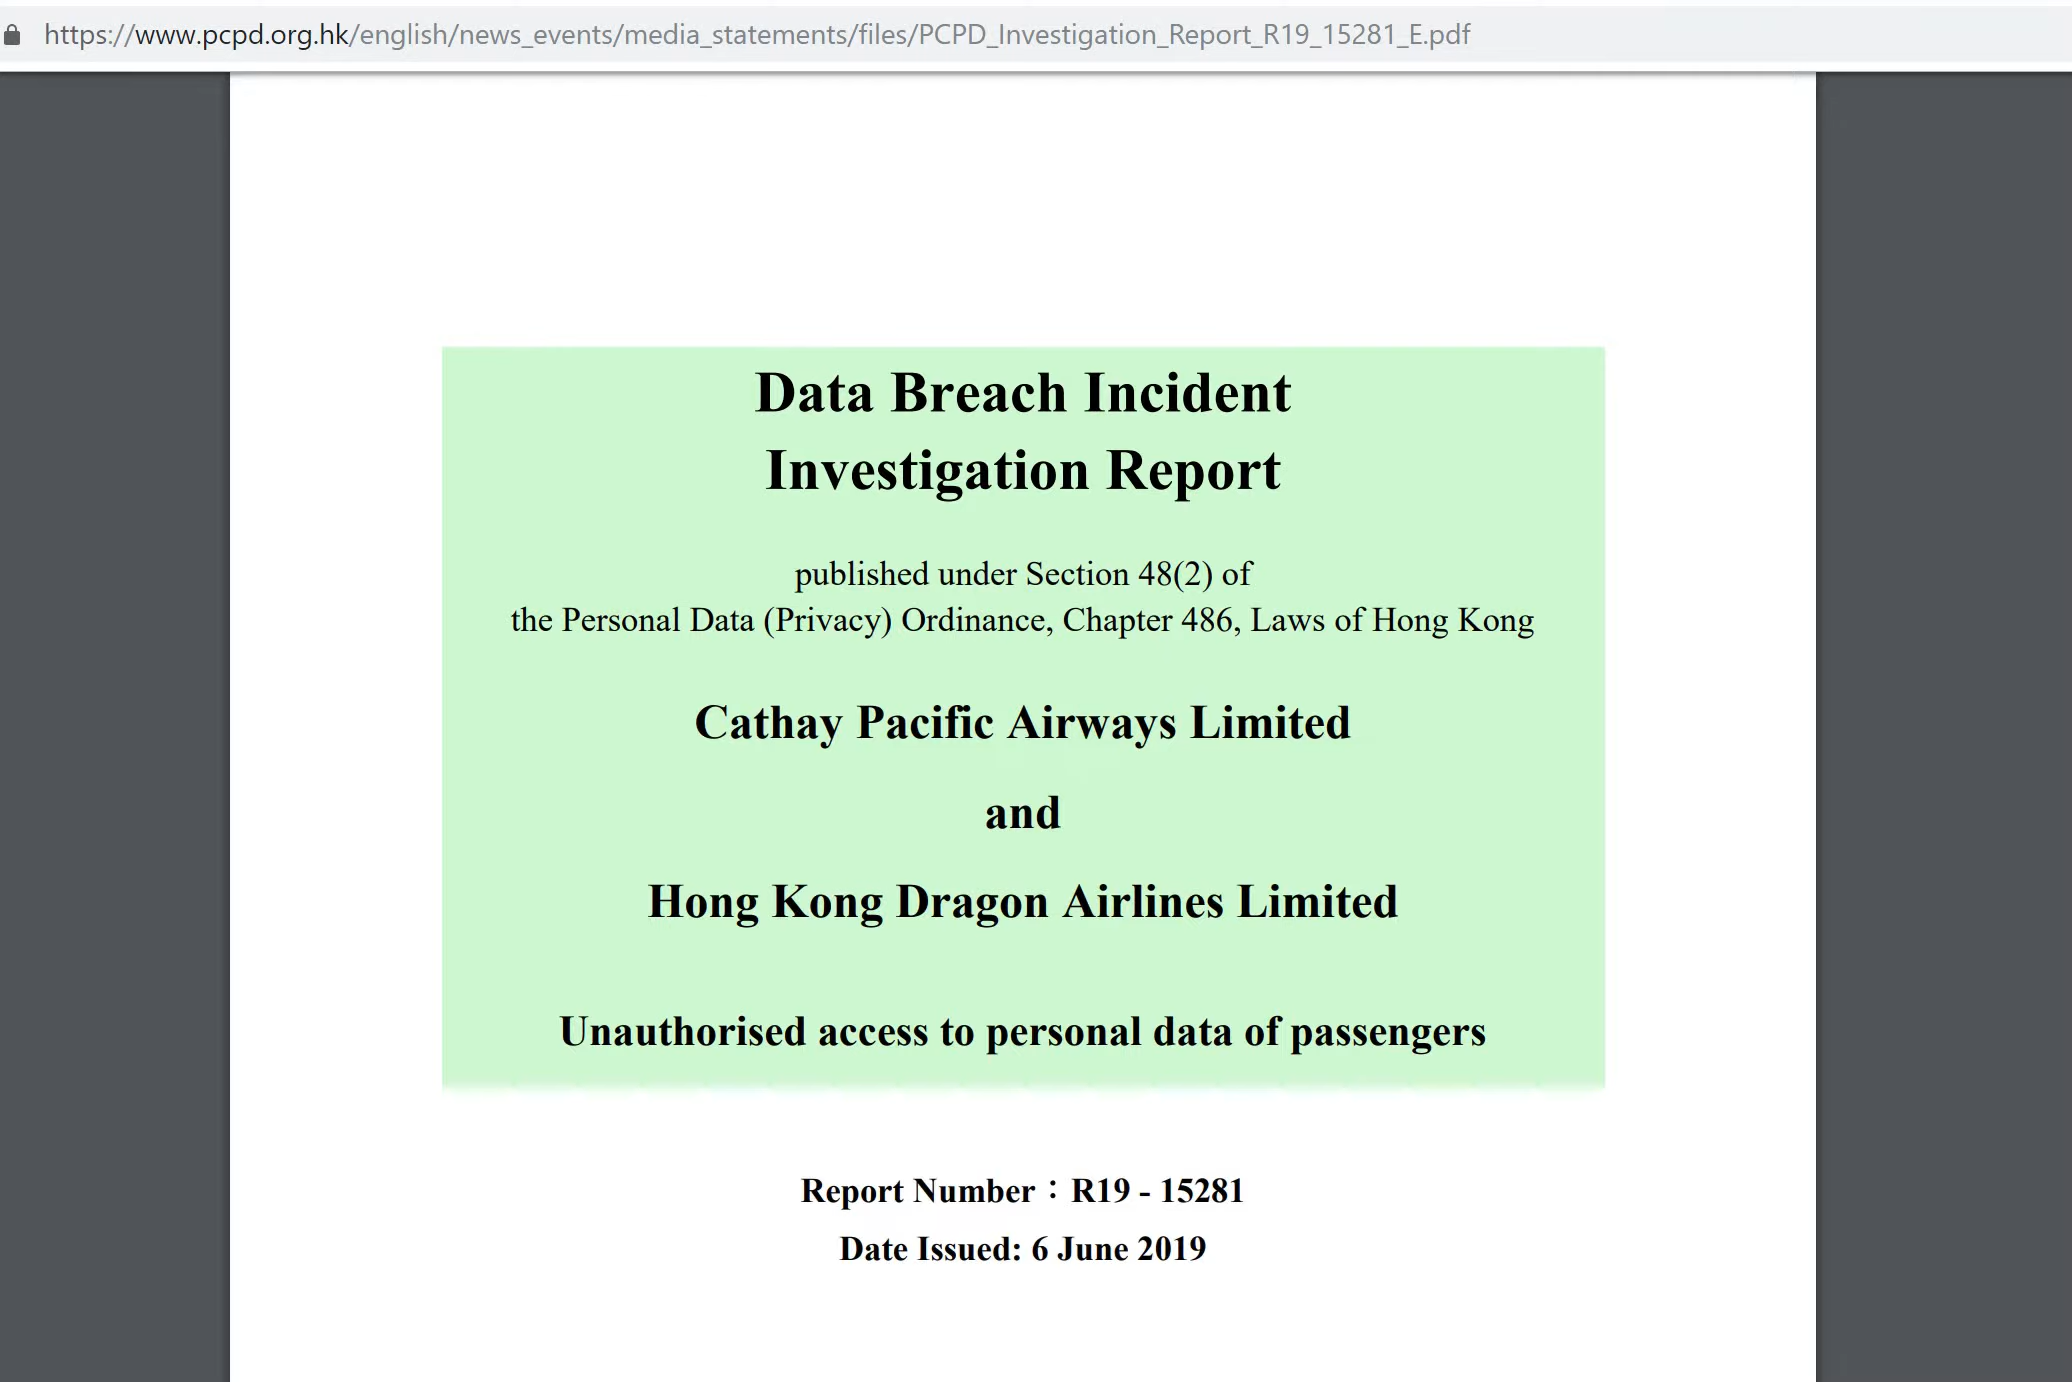 https://www.pcpd.org.hk/english/news_events/media_statements/files/PCPD_Investigation_Report_R19_15281_E.pdf
Data Breach Incident
Investigation Report
published under Section 48(2) of
the Personal Data (Privacy) Ordinance, Chapter 486, Laws of Hong Kong
Cathay Pacific Airways Limited
and
Hong Kong Dragon Airlines Limited
Unauthorised access to personal data of passengers
Report Number：R19 - 15281
Date Issued: 6 June 2019